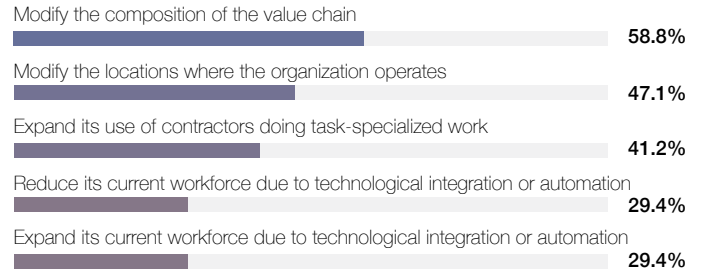 Modify the composition of the value chain
58.8%
Modify the locations where the organization operates
47.1%
Expand its use of contractors doing task-specialized work
41.2%
Reduce its current workforce due to technological integration or automation
29.4%
Expand its current workforce due to technological integration or automation
29.4%